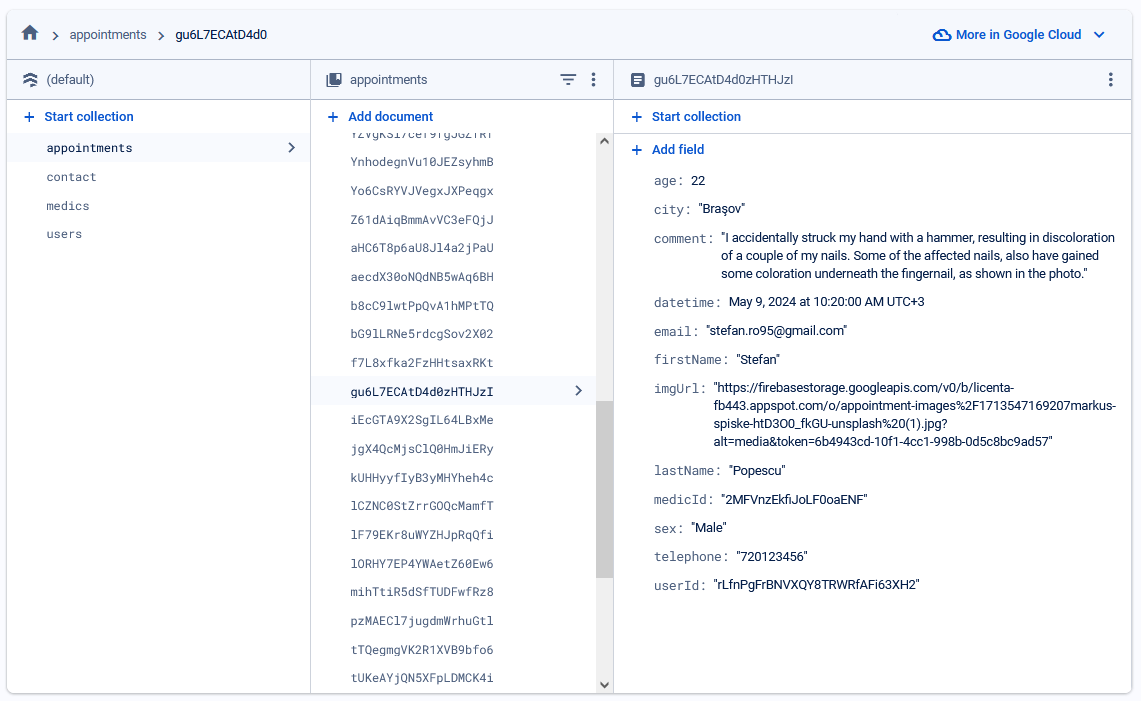 appointments
gu6L7ECAtD4d0
More in Google Cloud
(default)
appointments
gu6L7ECAtD4d0zHTHJzI
Start collection
appointments
contact
medics
users
Add document
YnhodegnVu10JEZsyhmB
Yo6CsRYVJVegxJXPeqgx
Z61dAiqBmmAvVC3eFQjJ
aHC6T8p6aU8Jl4a2jPaU
aecdX30oNQdNB5wAq6BH
b8cC9lwtPpQvA1hMPtTQ
bG9lLRNe5rdcgSov2X02
f7L8xfka2FzHHtsaxRKt
gu6L7ECAtD4d0zHTHJzI
iEcGTA9X2SgIL64LBxMe
jgX4QcMjsClQ0HmJiERy
kUHHyyfIyB3yMHYheh4c
lCZNC0StZrrGOQcMamfT
lF79EKr8uWYZHJpRqQfi
lORHY7EP4YWAetZ60Ew6
mihTtiR5dSfTUDFwfRz8
pzMAECl7jugdmWrhuGtl
tTQegmgVK2R1XVB9bfo6
tUKeAYjQN5XFpLDMCK4i
Start collection
Add field
age: 22
city: "Brașov"
comment: "I accidentally struck my hand with a hammer, resulting in discoloration
of a couple of my nails. Some of the affected nails, also have gained
some coloration underneath the fingernail, as shown in the photo."
datetime: May 9, 2024 at 10:20:00 AM UTC+3
email: "stefan.ro95@gmail.com"
firstName: "Stefan"
imgUrl: "https://firebasestorage.googleapis.com/v0/b/licenta-
fb443.appspot.com/o/appointment-images%2F1713547169207markus-
spiske-htD3O0_fkGU-unsplash%20(1).jpg?
alt=media&token=6b4943cd-10f1-4cc1-998b-0d5c8bc9ad57"
lastName: "Popescu"
medicId: "2MFVnzEkfiJoLF0oaENF"
sex: "Male"
telephone: "720123456"
userId: "rLfnPgFrBNVXQY8TRWRfAFi63XH2"